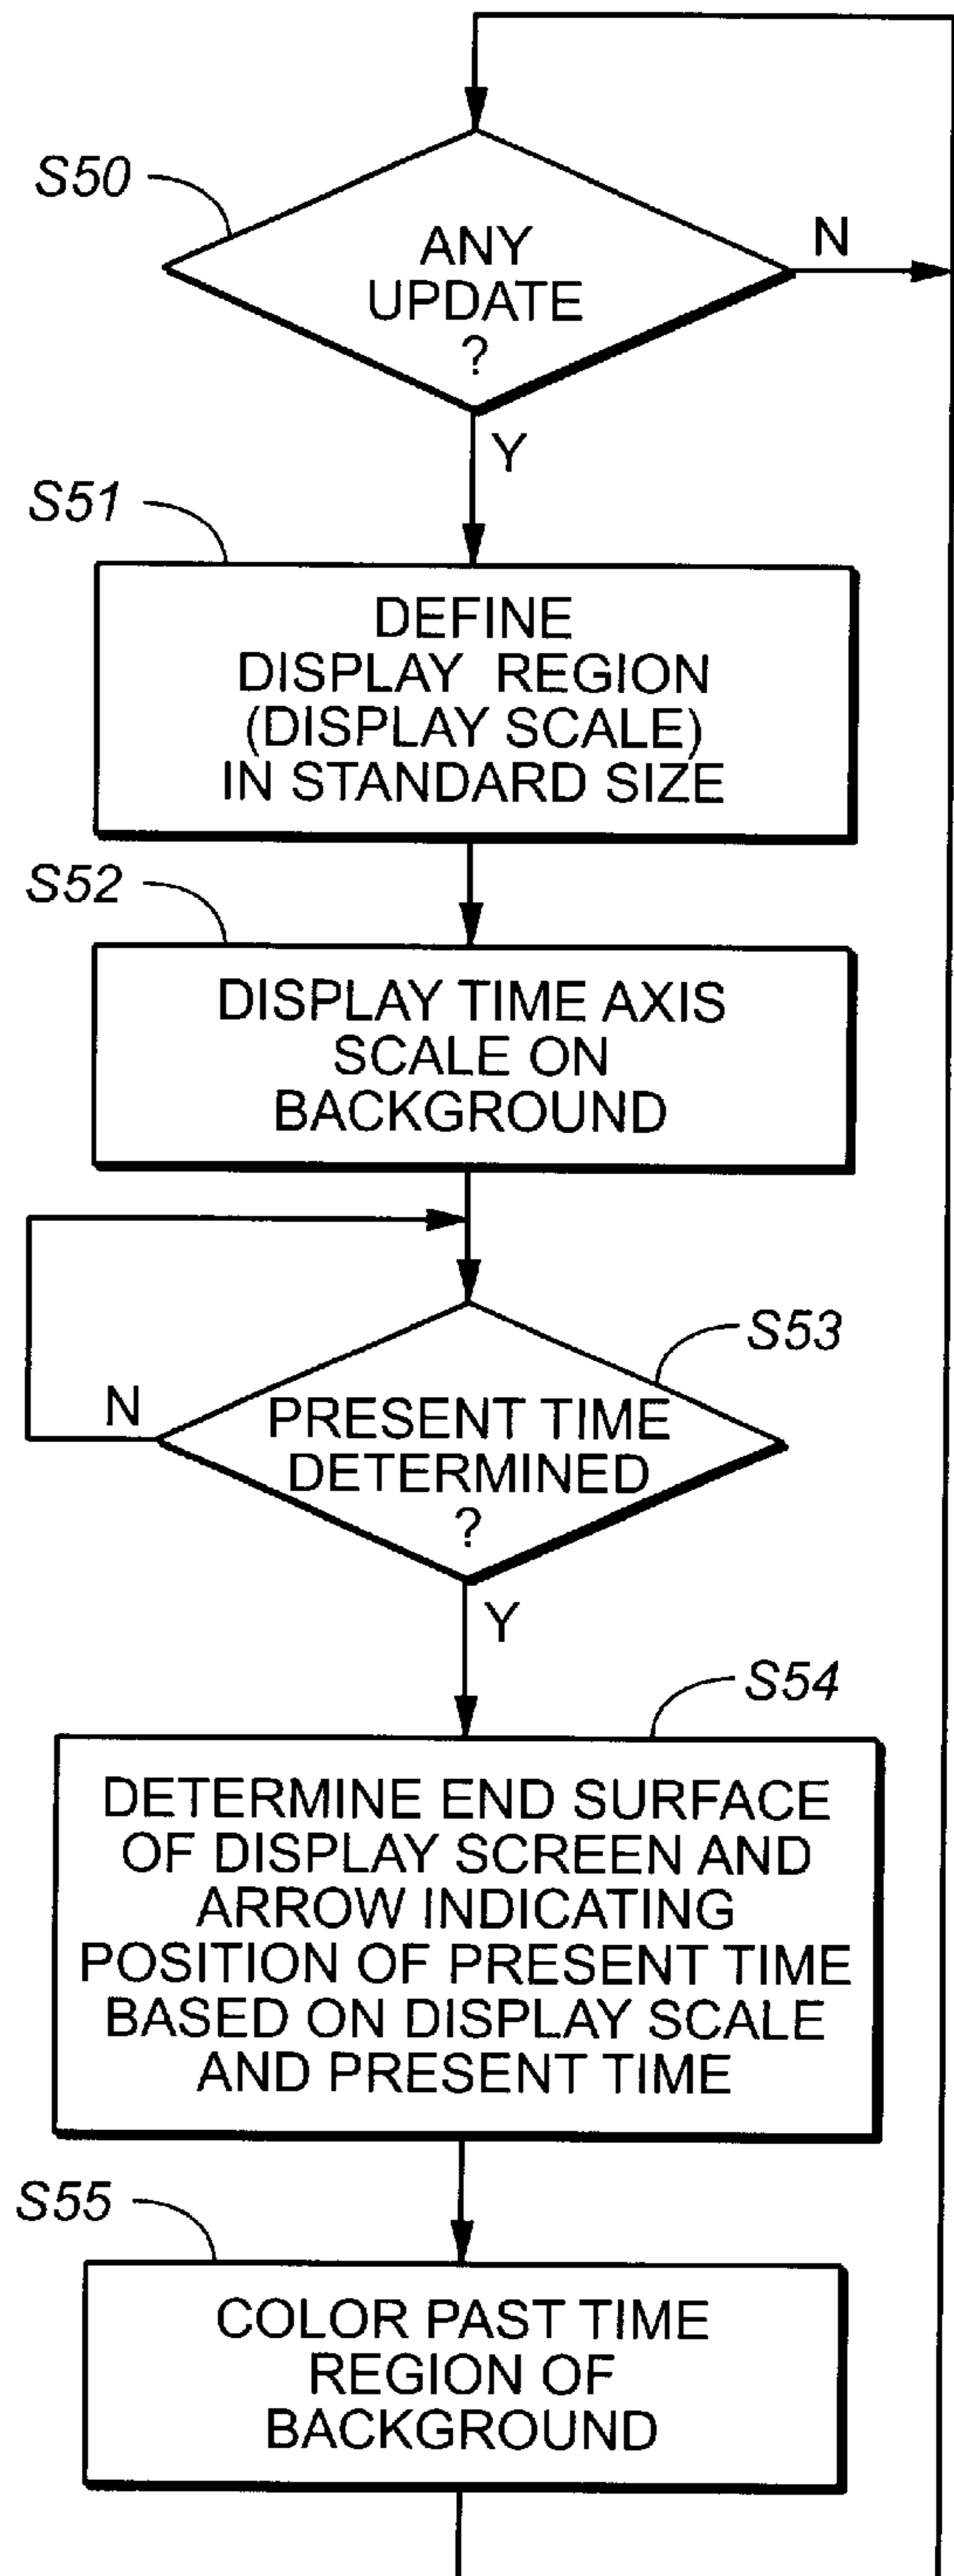 S50
ANY
UPDATE
?
N
Y
S51
DEFINE
DISPLAY REGION
(DISPLAY SCALE)
IN STANDARD SIZE
S52
DISPLAY TIME AXIS
SCALE ON
BACKGROUND
S53
N
PRESENT TIME
DETERMINED
?
Y
S54
DETERMINE END SURFACE
OF DISPLAY SCREEN AND
ARROW INDICATING
POSITION OF PRESENT TIME
BASED ON DISPLAY SCALE
AND PRESENT TIME
S55
COLOR PAST TIME
REGION OF
BACKGROUND